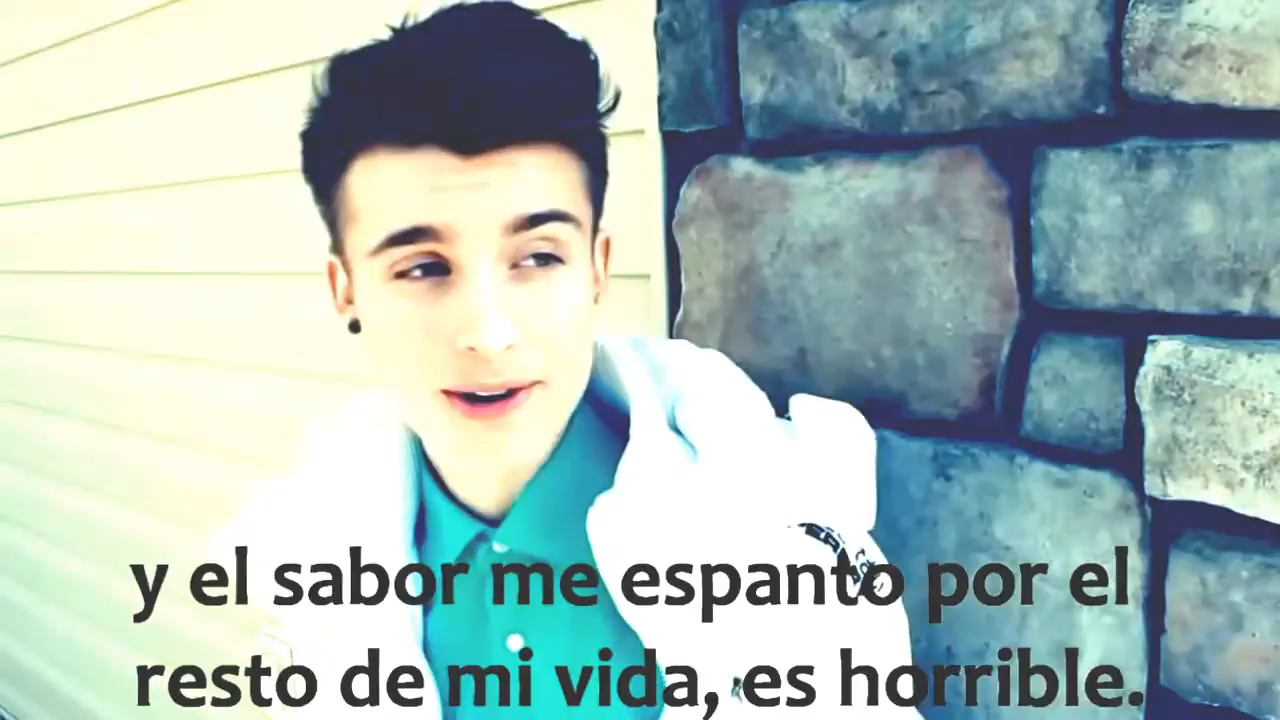 y el sabor me espanto por el
resto de mi vida, es horrible.